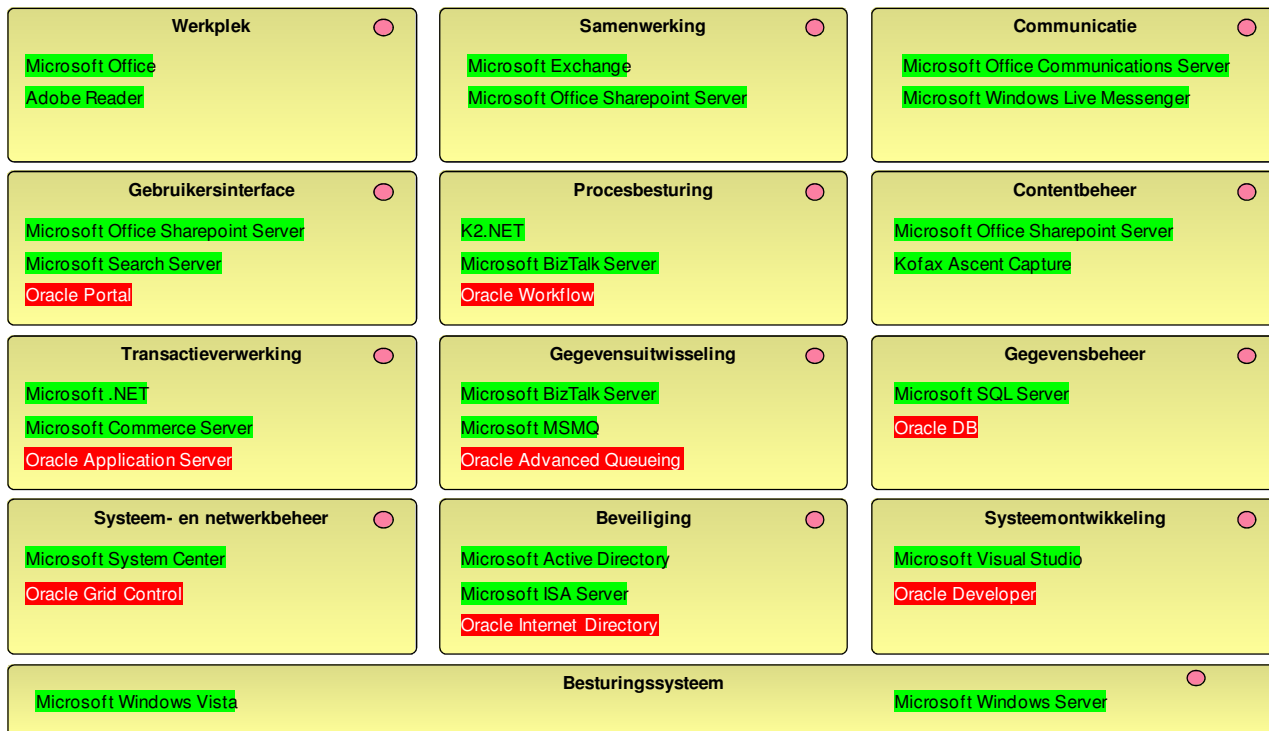 Werkplek
Microsoft Office
Adobe Reader
Samenwerking
Microsoft Exchange
Microsoft Office Sharepoint Server
Communicatie
Microsoft Office Communications Server
Microsoft Windows Live Messenger
Gebruikersinterface
Microsoft Office Sharepoint Server
Microsoft Search Server
Oracle Portal
Procesbesturing
K2.NET
Microsoft BizTalk Server
Oracle Workflow
Contentbeheer
Microsoft Office Sharepoint Server
Kofax Ascent Capture
Transactieverwerking
Microsoft .NET
Microsoft Commerce Server
Oracle Application Server
Gegevensuitwisseling
Microsoft BizTalk Server
Microsoft MSMQ
Oracle Advanced Queueing
Gegevensbeheer
Microsoft SQL Server
Oracle DB
Systeem- en netwerkbeheer
Microsoft System Center
Oracle Grid Control
Beveiliging
Microsoft Active Directory
Microsoft ISA Server
Oracle Internet Directory
Systeemontwikkeling
Microsoft Visual Studio
Oracle Developer
Besturingssysteem
Microsoft Windows Vista
Microsoft Windows Server